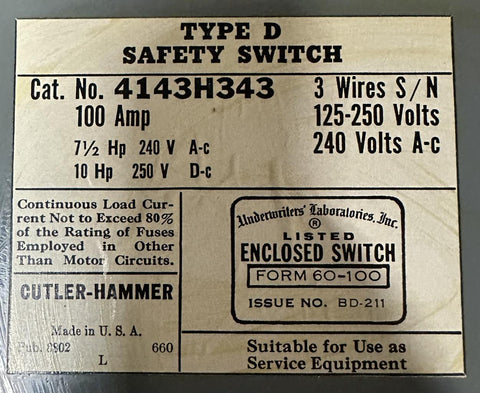 TYPE D
SAFETY SWITCH
Cat. No. 4143H343
100 Amp
7½ Hp 240 V A-c
10 Hp 250 V D-c
3 Wires S/N
125-250 Volts
240 Volts A-c
Continuous Load Cur-
rent Not to Exceed 80%
of the Rating of Fuses
Employed in Other
Than Motor Circuits.
CUTLER-HAMMER
Made in U. S. A.
Pub. 8902 660
L
Underwriters' Laboratories, Inc.
®
LISTED
ENCLOSED SWITCH
FORM 60-100
ISSUE NO. BD-211
Suitable for Use as
Service Equipment